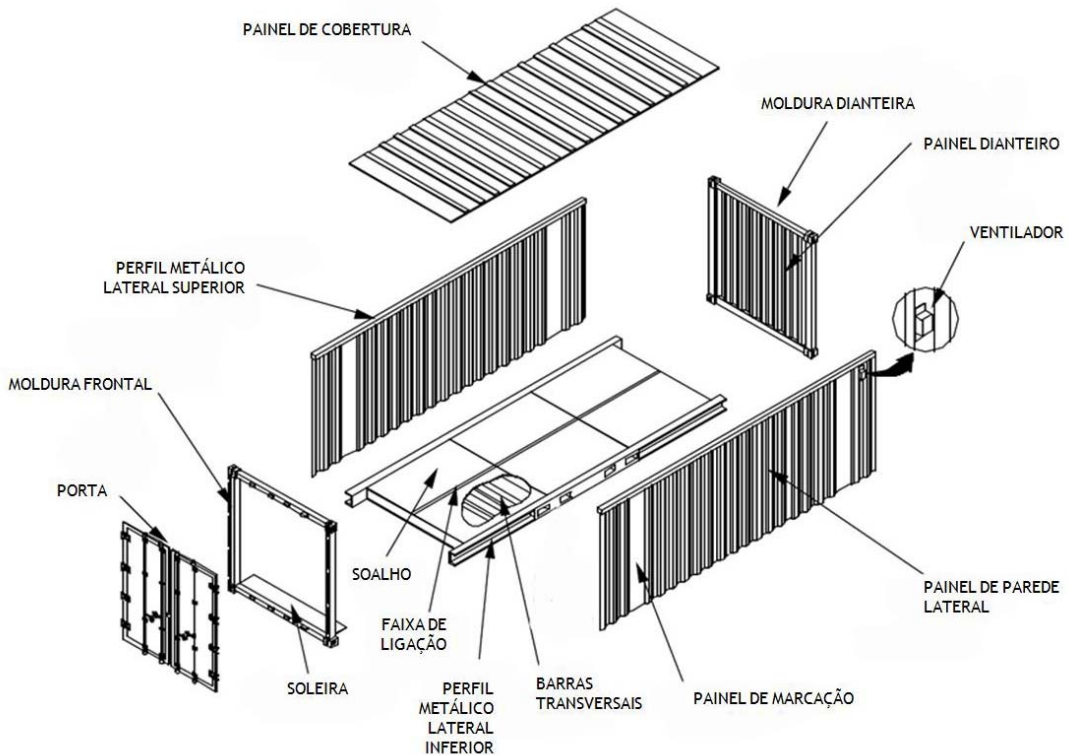 PAINEL DE COBERTURA
MOLDURA DIANTEIRA
PAINEL DIANTEIRO
VENTILADOR
PERFIL METÁLICO
LATERAL SUPERIOR
MOLDURA FRONTAL
PORTA
SOALHO
FAIXA DE
LIGAÇÃO
SOLEIRA
PERFIL
METÁLICO
LATERAL
INFERIOR
BARRAS
TRANSVERSAIS
PAINEL DE MARCAÇÃO
PAINEL DE PAREDE
LATERAL